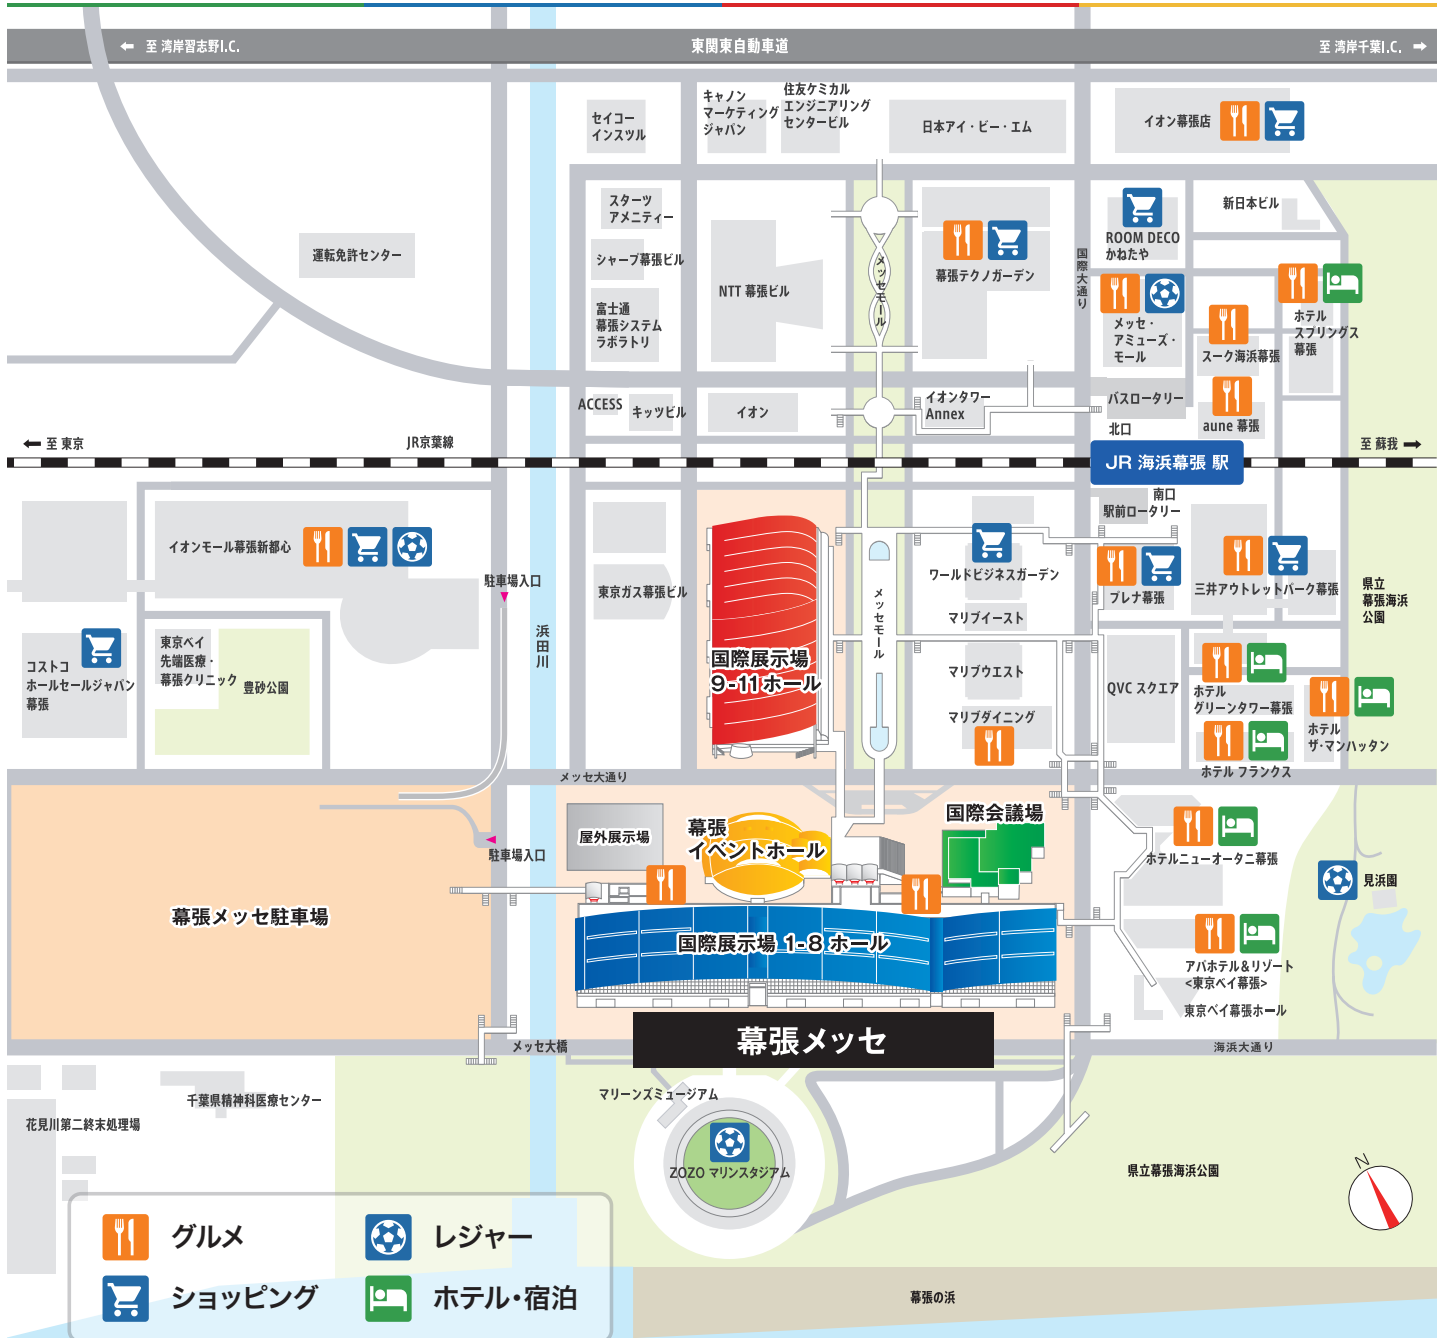 至 湾岸習志野I.C.
東関東自動車道
至 湾岸千葉I.C.
セイコー
インスツル
キャノン
マーケティング
ジャパン
住友ケミカル
エンジニアリング
センタービル
日本アイ・ビー・エム
イオン幕張店
スターツ
アメニティー
新日本ビル
ROOM DECO
かねたや
運転免許センター
シャープ幕張ビル
NTT 幕張ビル
メッセモール
幕張テクノガーデン
国際大通り
富士通
幕張システム
ラボラトリ
メッセ・
アミューズ・
モール
スーク海浜幕張
ホテル
スプリングス
幕張
ACCESS
キッツビル
イオン
イオンタワー
Annex
バスロータリー
北口
aune 幕張
至 東京
JR京葉線
JR 海浜幕張 駅
至 蘇我
南口
駅前ロータリー
イオンモール幕張新都心
駐車場入口
東京ガス幕張ビル
ワールドビジネスガーデン
プレナ幕張
三井アウトレットパーク幕張
県立
幕張海浜
公園
浜田川
メッセモール
マリブイースト
コストコ
ホールセールジャパン
幕張
東京ベイ
先端医療・
幕張クリニック
豊砂公園
国際展示場
9-11ホール
マリブウエスト
マリブダイニング
QVC スクエア
ホテル
グリーンタワー幕張
ホテル
ザ・マンハッタン
ホテル フランクス
メッセ大通り
屋外展示場
幕張
イベントホール
国際会議場
駐車場入口
ホテルニューオータニ幕張
見浜園
幕張メッセ駐車場
国際展示場 1-8 ホール
アパホテル&リゾート
<東京ベイ幕張>
東京ベイ幕張ホール
幕張メッセ
メッセ大橋
海浜大通り
マリーンズミュージアム
千葉県精神科医療センター
花見川第二終末処理場
ZOZO マリンスタジアム
県立幕張海浜公園
N
グルメ
レジャー
ショッピング
ホテル・宿泊
幕張の浜